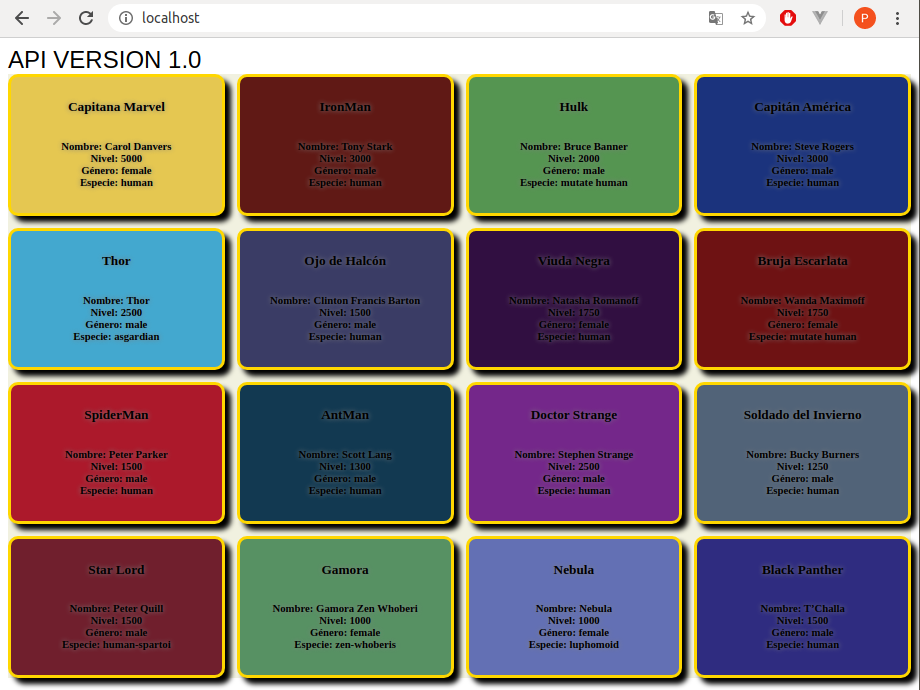 localhost
P
API VERSION 1.0
Capitana Marvel
Nombre: Carol Danvers
Nivel: 5000
Género: female
Especie: human
IronMan
Nombre: Tony Stark
Nivel: 3000
Género: male
Especie: human
Hulk
Nombre: Bruce Banner
Nivel: 2000
Género: male
Especie: mutate human
Capitán América
Nombre: Steve Rogers
Nivel: 3000
Género: male
Especie: human
Thor
Nombre: Thor
Nivel: 2500
Género: male
Especie: asgardian
Ojo de Halcón
Nombre: Clinton Francis Barton
Nivel: 1500
Género: male
Especie: human
Viuda Negra
Nombre: Natasha Romanoff
Nivel: 1750
Género: female
Especie: human
Bruja Escarlata
Nombre: Wanda Maximoff
Nivel: 1750
Género: female
Especie: mutate human
SpiderMan
Nombre: Peter Parker
Nivel: 1500
Género: male
Especie: human
AntMan
Nombre: Scott Lang
Nivel: 1300
Género: male
Especie: human
Doctor Strange
Nombre: Stephen Strange
Nivel: 2500
Género: male
Especie: human
Soldado del Invierno
Nombre: Bucky Burners
Nivel: 1250
Género: male
Especie: human
Star Lord
Nombre: Peter Quill
Nivel: 1500
Género: male
Especie: human-spartoi
Gamora
Nombre: Gamora Zen Whoberi
Nivel: 1000
Género: female
Especie: zen-whoberis
Nebula
Nombre: Nebula
Nivel: 1000
Género: female
Especie: luphomoid
Black Panther
Nombre: T'Challa
Nivel: 1500
Género: male
Especie: human